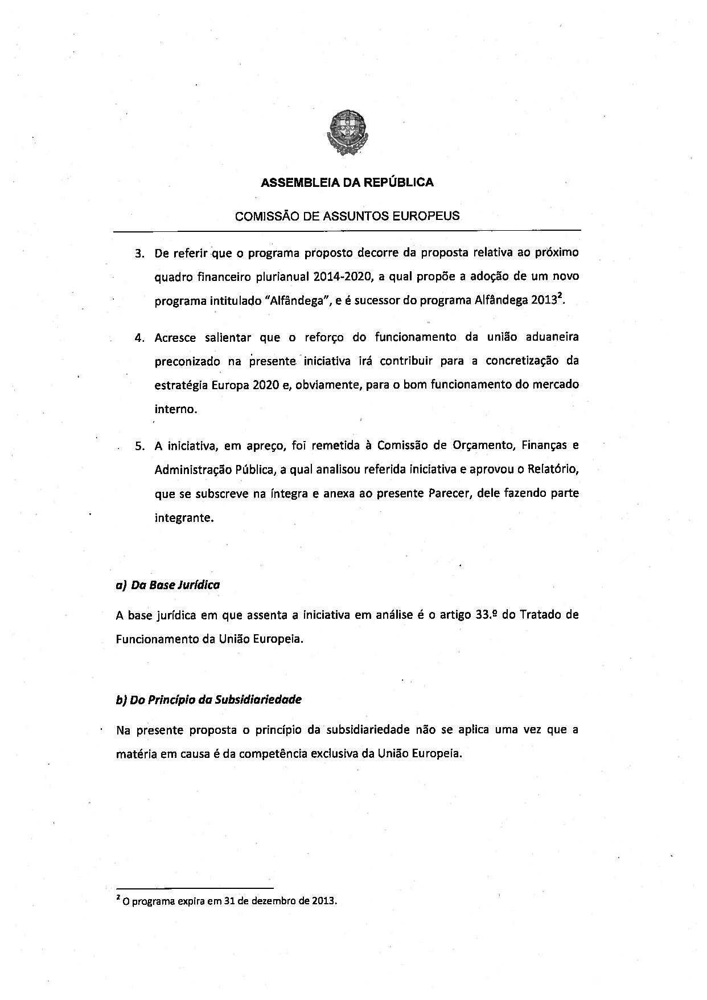 ASSEMBLEIA DA REPÚBLICA
COMISSÃO DE ASSUNTOS EUROPEUS
3. De referir que o programa proposto decorre da proposta relativa ao próximo
quadro financeiro plurianual 2014-2020, a qual propõe a adoção de um novo
programa intitulado "Alfândega", e é sucessor do programa Alfândega 2013².
4. Acresce salientar que o reforço do funcionamento da união aduaneira
preconizado na presente iniciativa irá contribuir para a concretização da
estratégia Europa 2020 e, obviamente, para o bom funcionamento do mercado
interno.
5. A iniciativa, em apreço, foi remetida à Comissão de Orçamento, Finanças e
Administração Pública, a qual analisou referida iniciativa e aprovou o Relatório,
que se subscreve na íntegra e anexa ao presente Parecer, dele fazendo parte
integrante.
a) Da Base Jurídica
A base jurídica em que assenta a iniciativa em análise é o artigo 33.º do Tratado de
Funcionamento da União Europeia.
b) Do Princípio da Subsidiariedade
Na presente proposta o princípio da subsidiariedade não se aplica uma vez que a
matéria em causa é da competência exclusiva da União Europeia.
² O programa expira em 31 de dezembro de 2013.